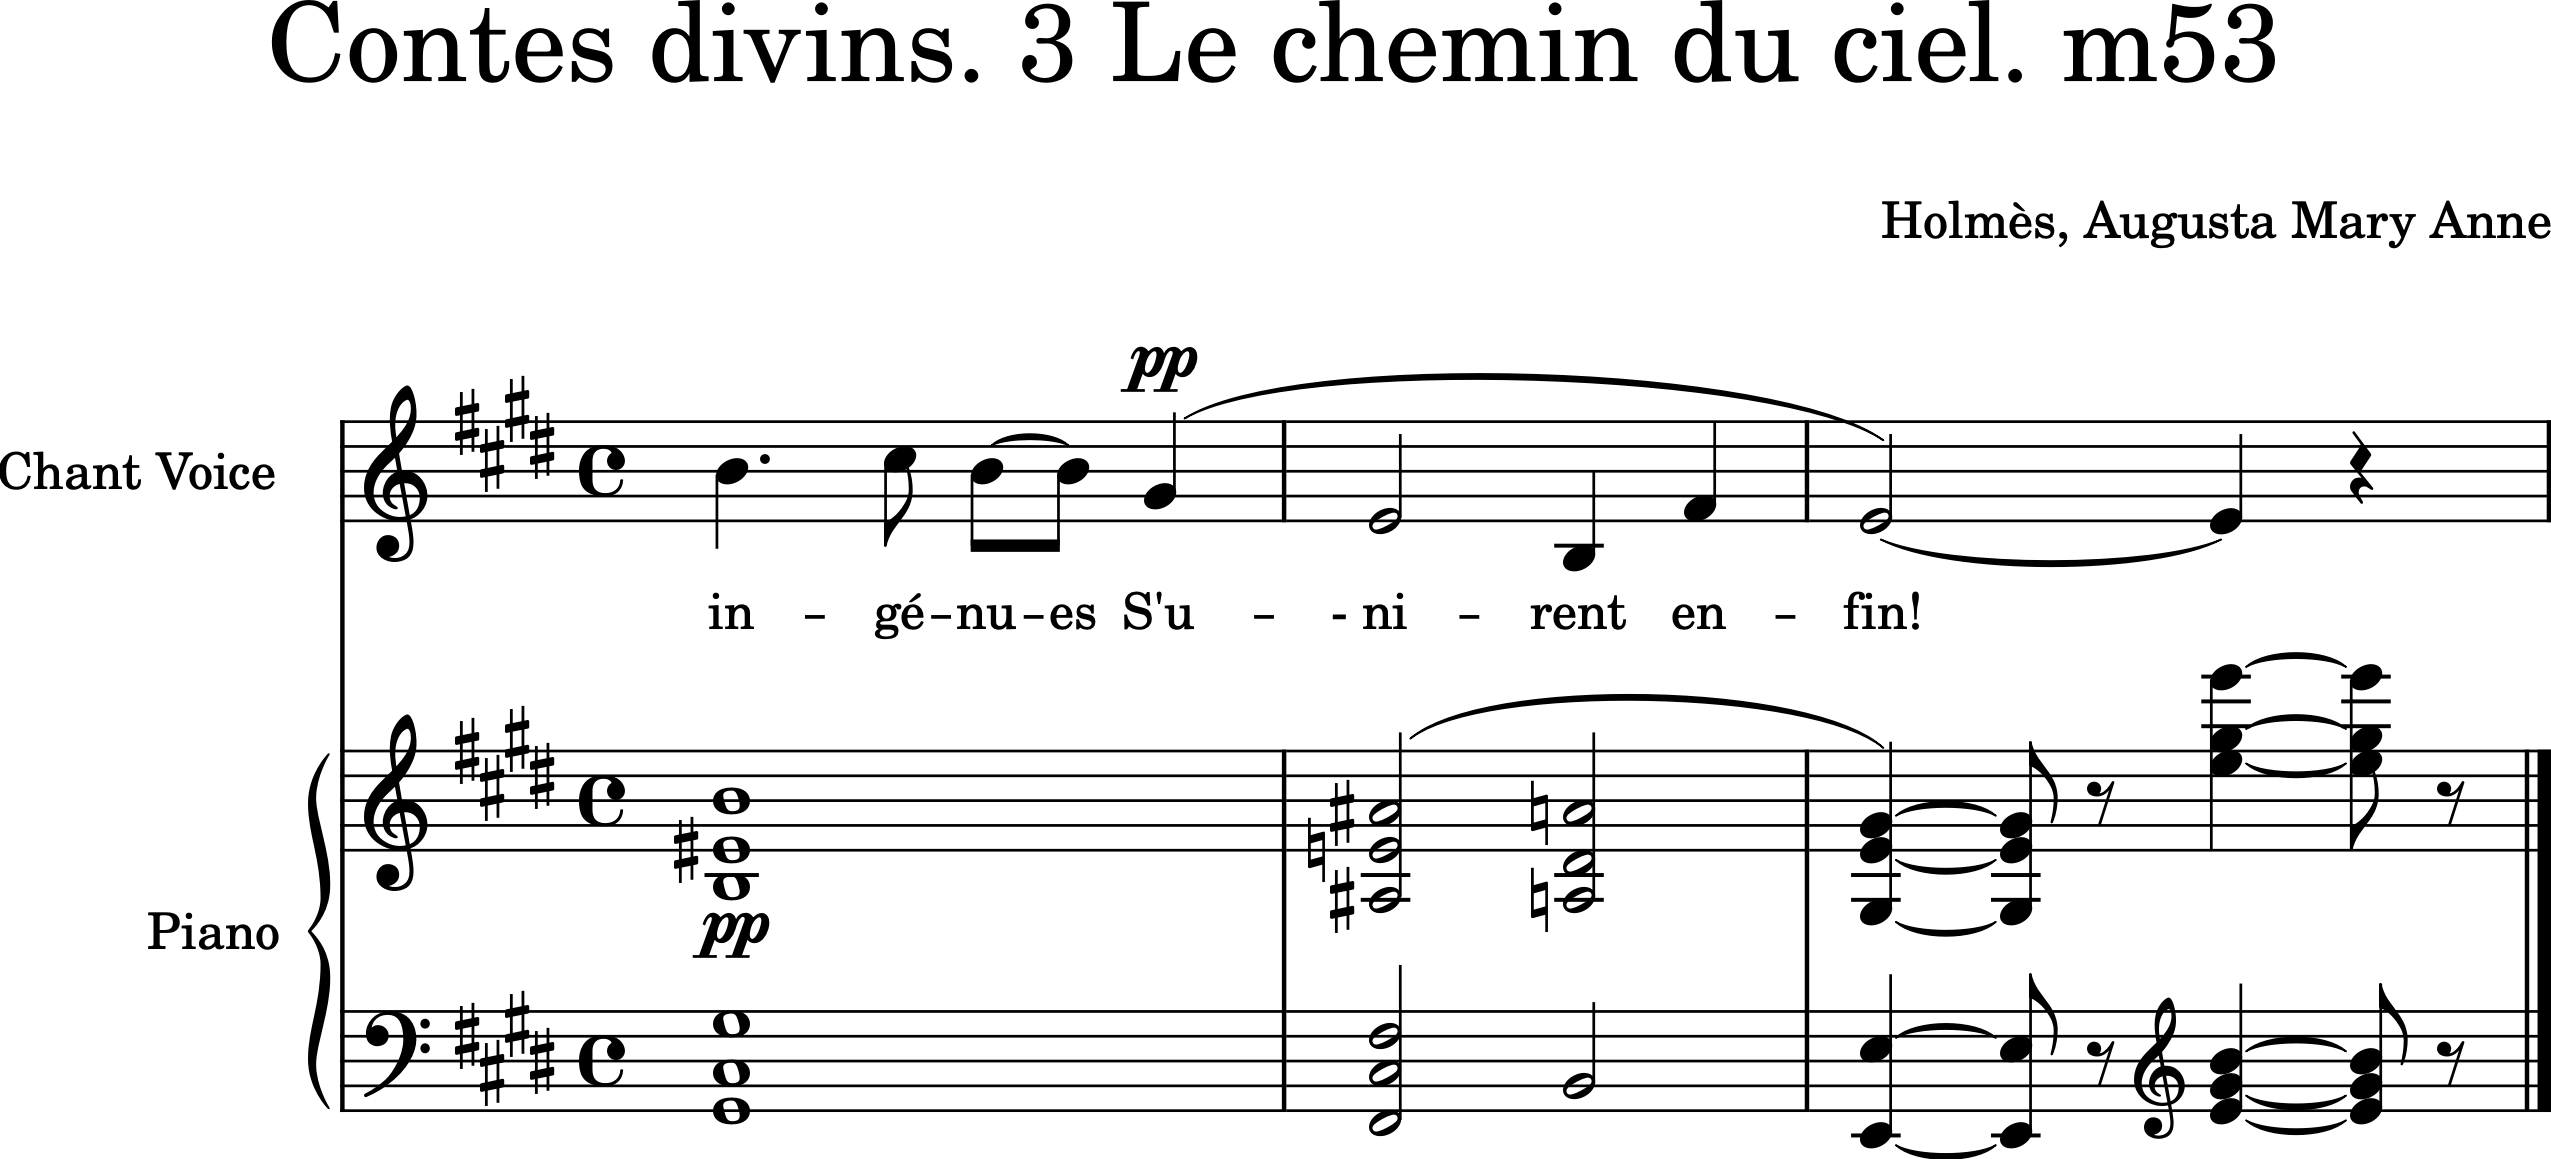 Contes divins. 3 Le chemin du ciel. m53
Holmès, Augusta Mary Anne
pp
Chant Voice
in – gé–nu–es S'u – - ni – rent en – fin!
Piano
pp